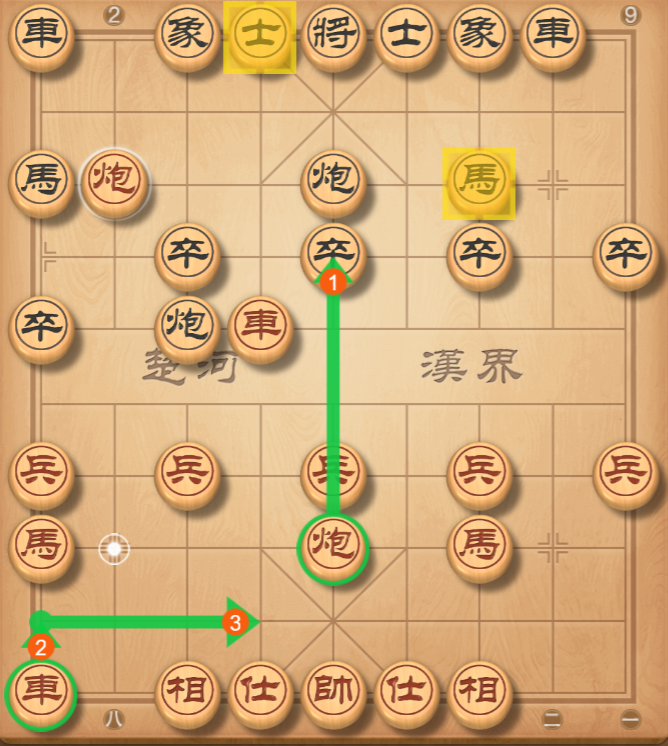 車 2 象 士 將 士 象 車 9
馬 炮 炮 馬
卒 卒 卒 卒
1
卒 炮 車
楚河 漢界
兵 兵 兵 兵 兵
馬 炮 馬
3
2
車 八 相 仕 帥 仕 相 二 一